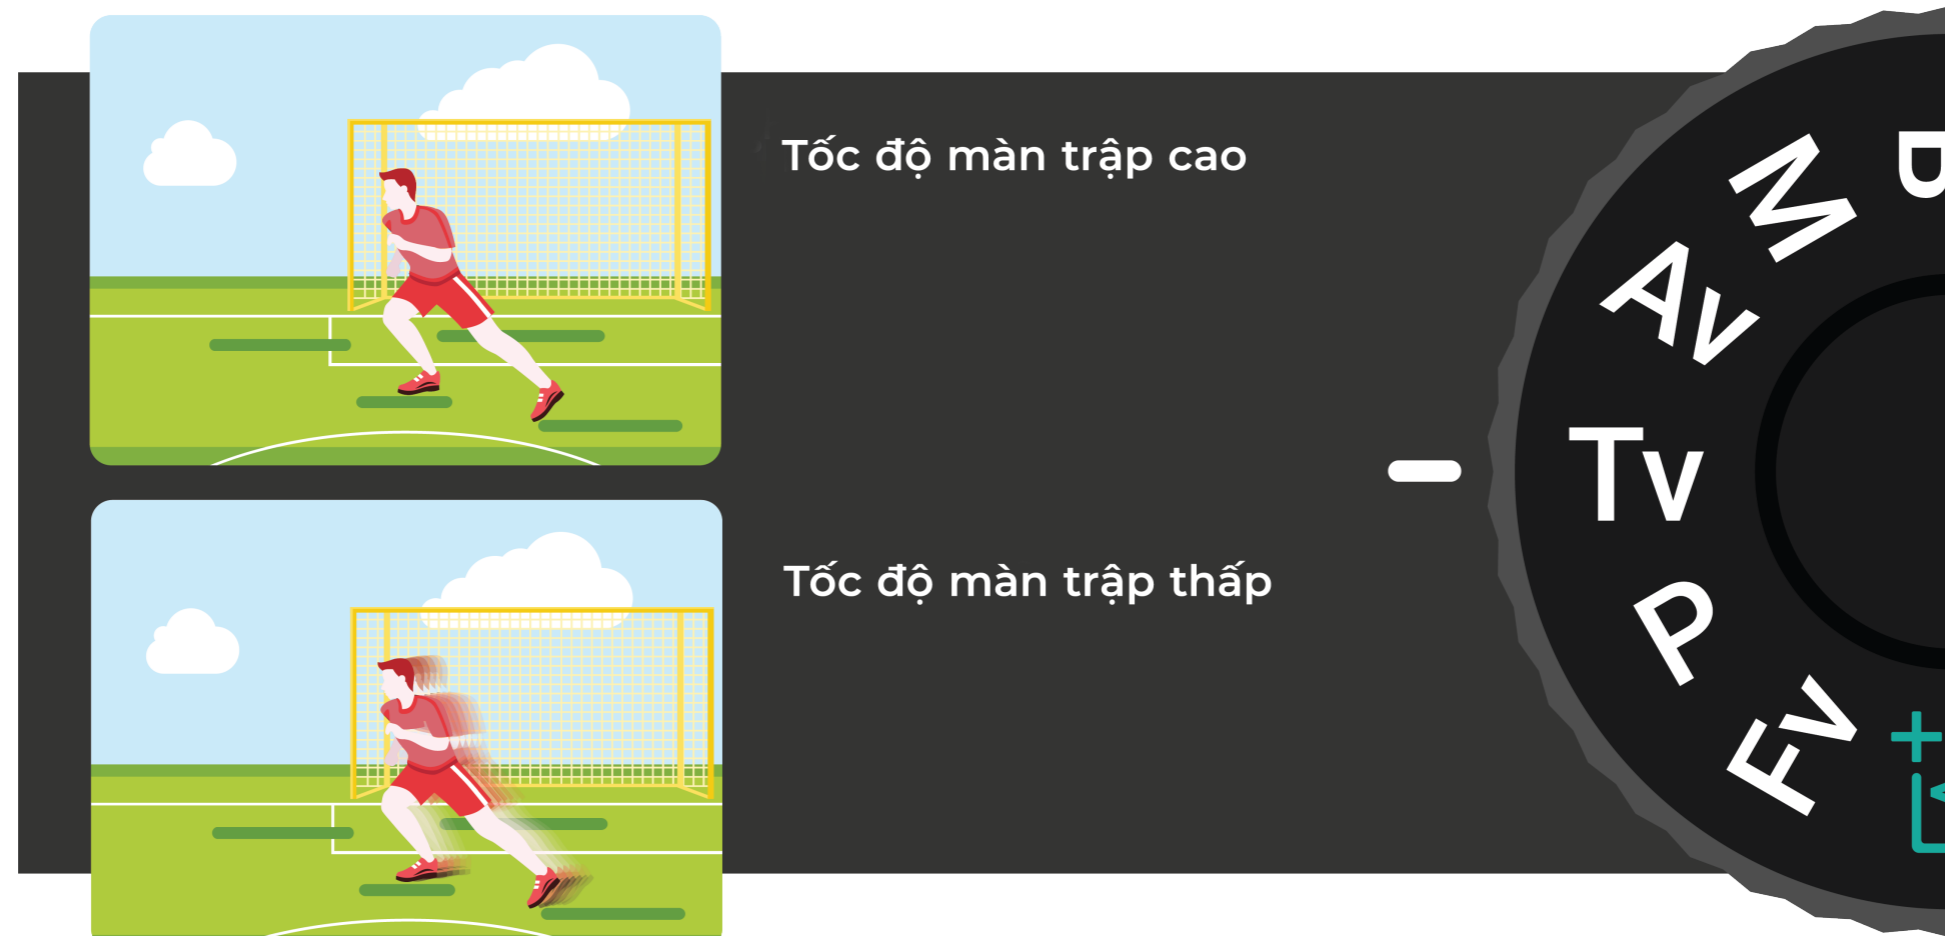 Tốc độ màn trập cao
Tốc độ màn trập thấp
M
Av
Tv
P
Fv